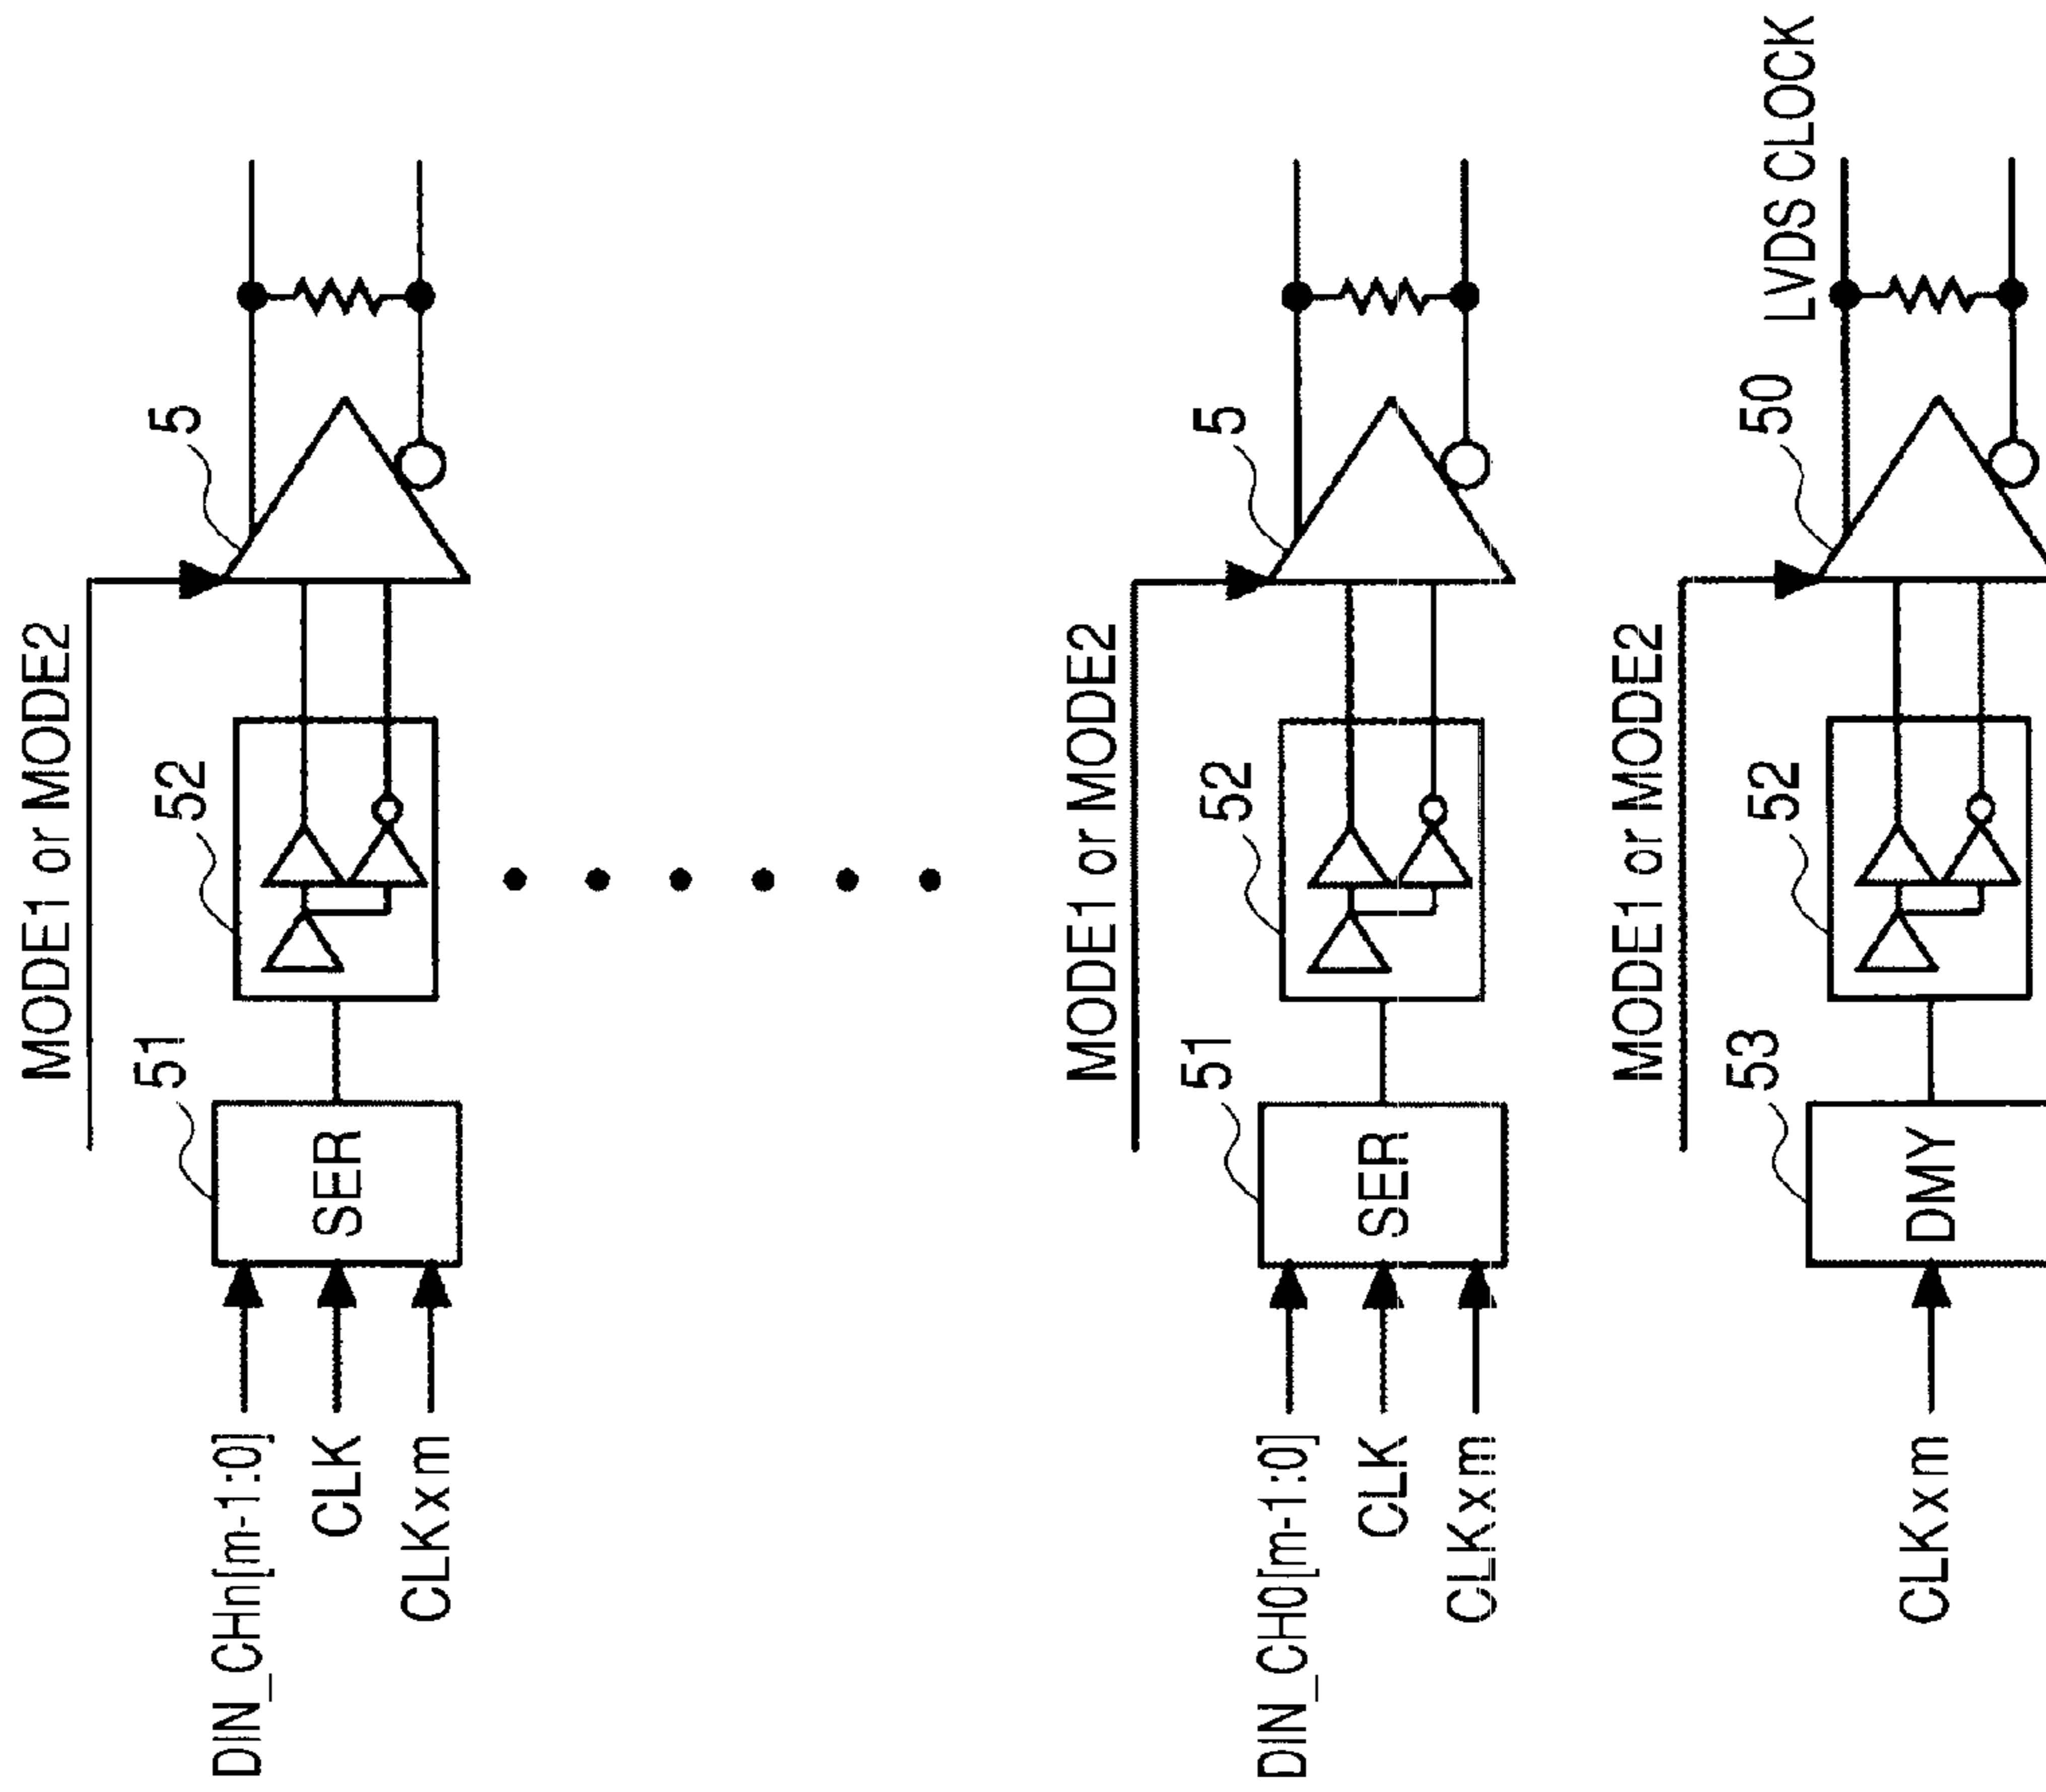 MODE1 or MODE2
DIN_CHn[m-1:0]
CLK
CLKxm
SER
51
52
5
MODE1 or MODE2
DIN_CH0[m-1:0]
CLK
CLKxm
SER
51
52
5
MODE1 or MODE2
CLKxm
DMY
53
52
50
LVDS CLOCK